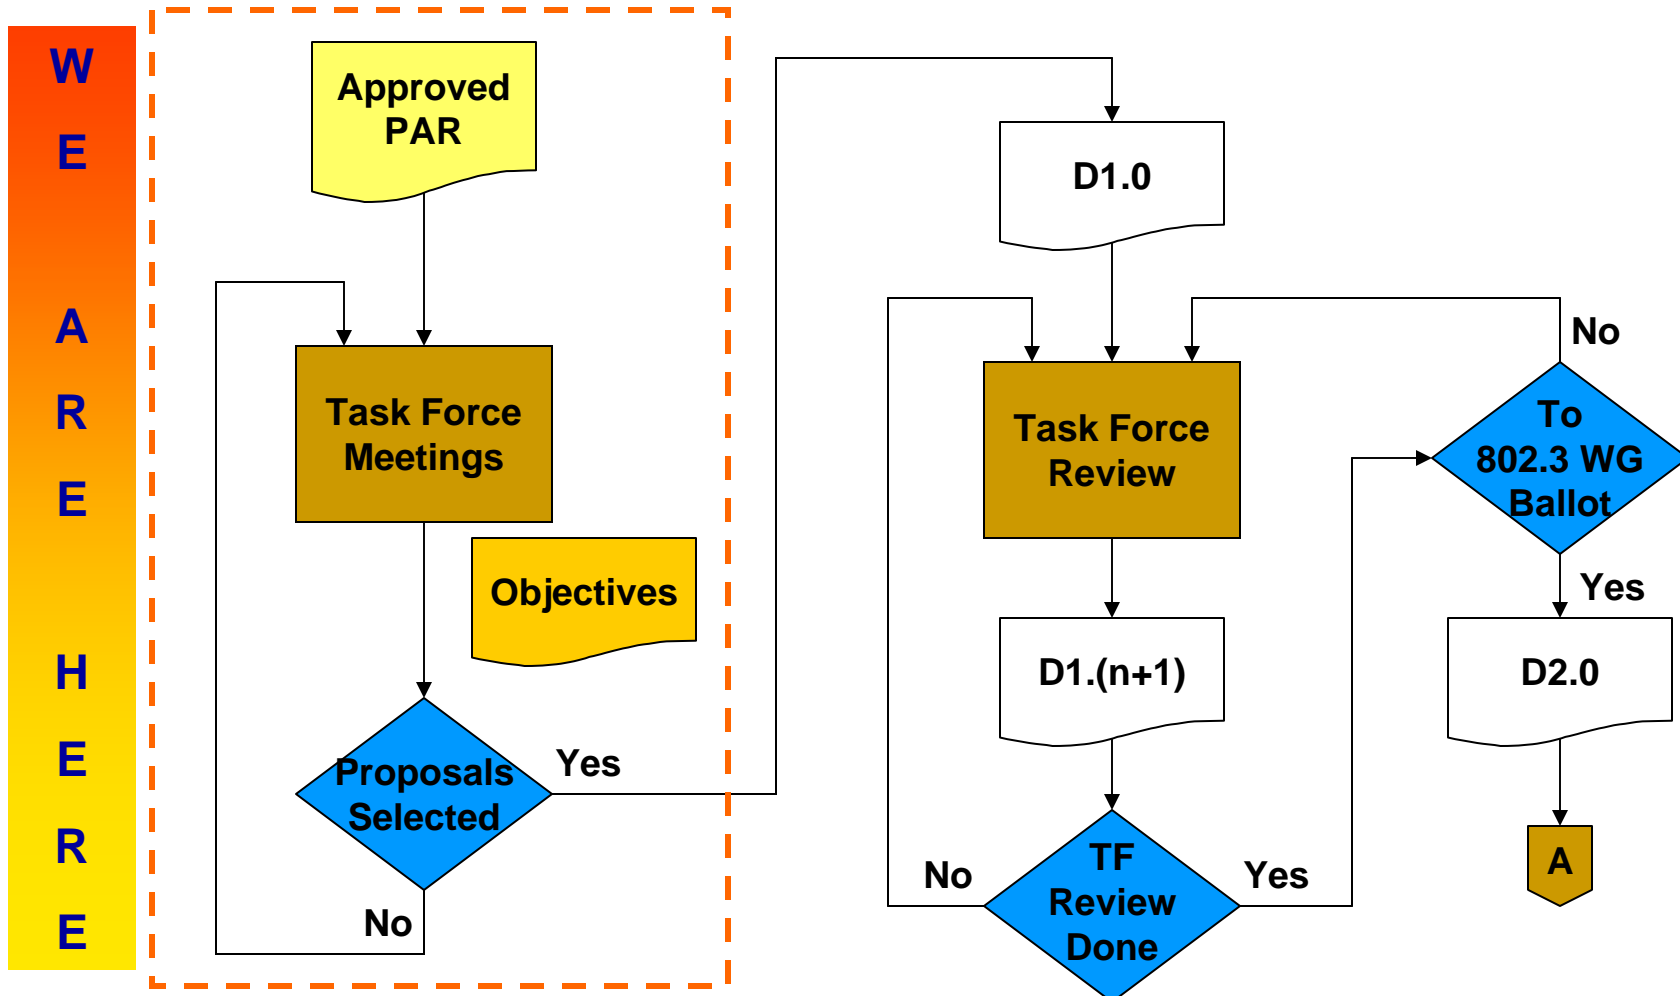 W
E
A
R
E
H
E
R
E
Approved
PAR
Task Force
Meetings
Objectives
Proposals
Selected
Yes
No
D1.0
Task Force
Review
D1.(n+1)
TF
Review
Done
No
Yes
To
802.3 WG
Ballot
No
Yes
D2.0
A